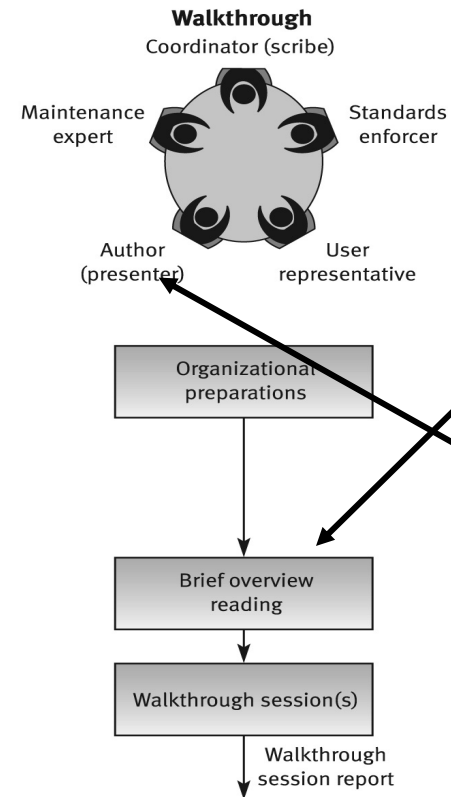 Walkthrough
Coordinator (scribe)
Maintenance
expert
Standards
enforcer
Author
(presenter)
User
representative
Organizational
preparations
Brief overview
reading
Walkthrough session(s)
Walkthrough
session report